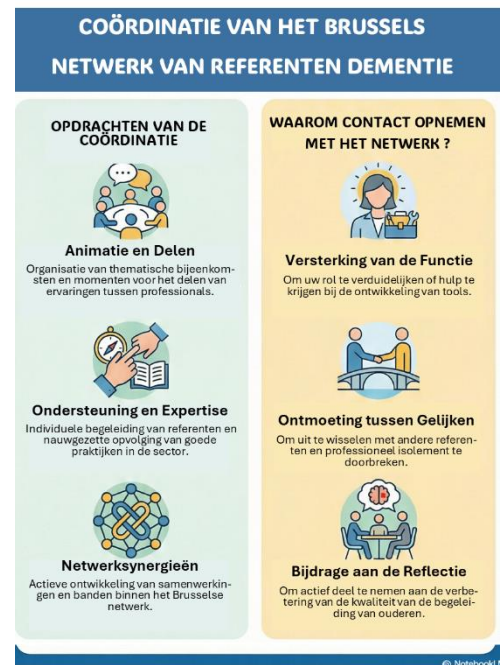 COÖRDINATIE VAN HET BRUSSELS
NETWERK VAN REFERENTEN DEMENTIE
OPDRACHTEN VAN DE
COÖRDINATIE
Animatie en Delen
Organisatie van thematische bijeenkom-
sten en momenten voor het delen van
ervaringen tussen professionals.
Ondersteuning en Expertise
Individuele begeleiding van referenten en
nauwgezette opvolging van goede
praktijken in de sector.
Netwerksynergieën
Actieve ontwikkeling van samenwerkin-
gen en banden binnen het Brusselse
netwerk.
WAAROM CONTACT OPNEMEN
MET HET NETWERK ?
Versterking van de Functie
Om uw rol te verduidelijken of hulp te
krijgen bij de ontwikkeling van tools.
Ontmoeting tussen Gelijken
Om uit te wisselen met andere referen-
ten en professioneel isolement te
doorbreken.
Bijdrage aan de Reflectie
Om actief deel te nemen aan de verbe-
tering van de kwaliteit van de begelei-
ding van ouderen.